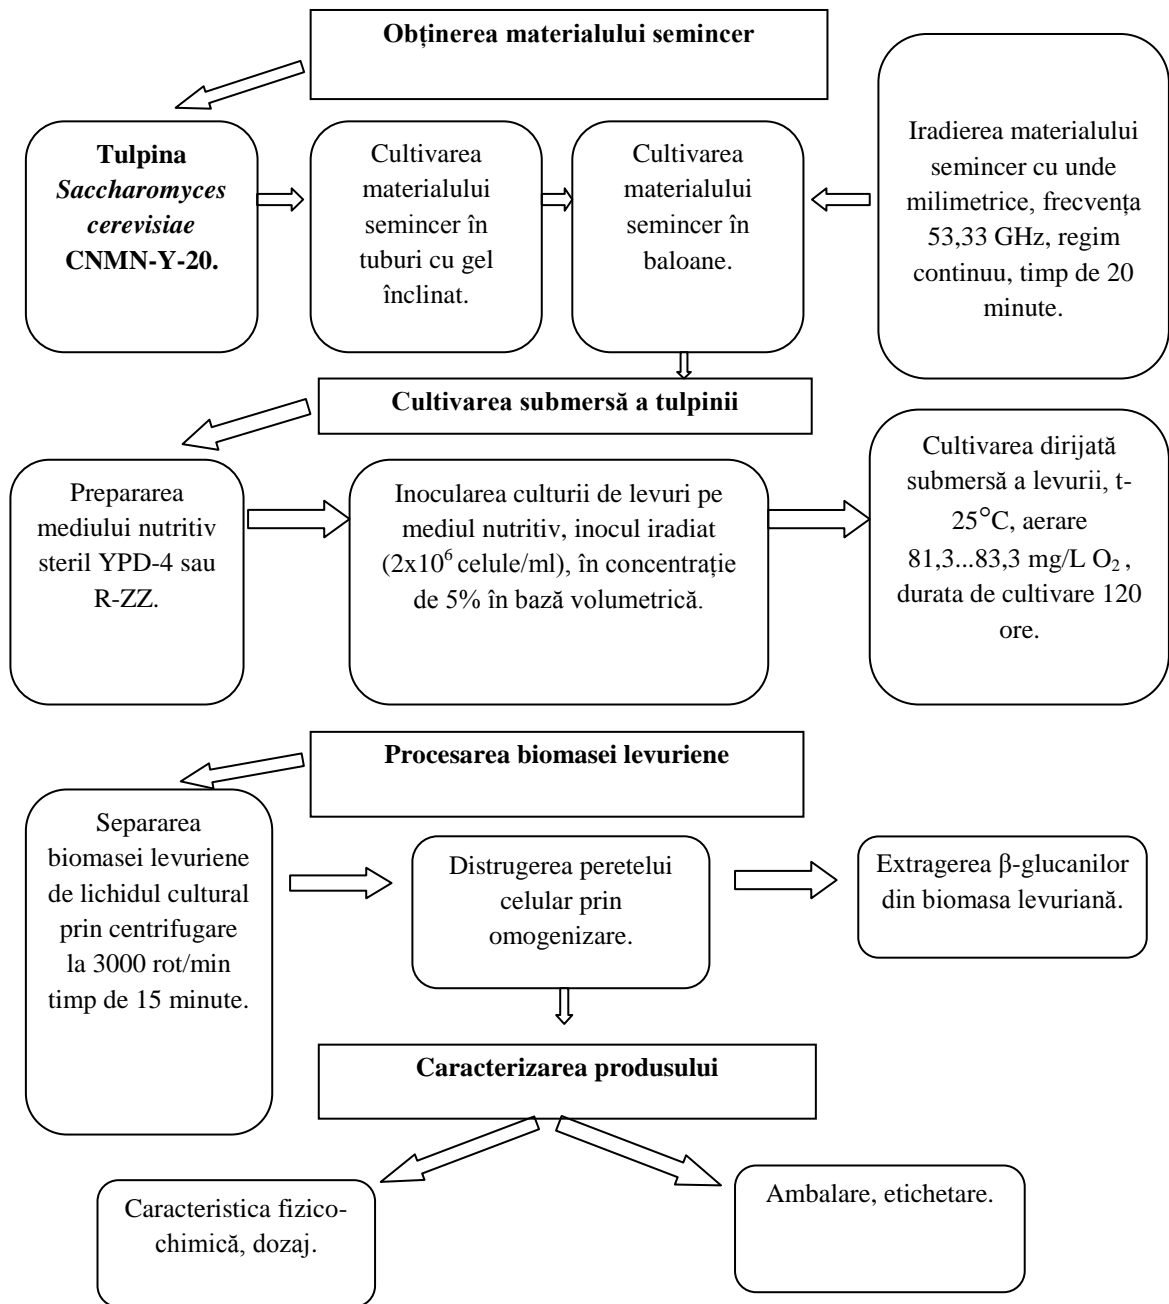 Obținerea materialului semincer
Tulpina
Saccharomyces
cerevisiae
CNMN-Y-20.
Cultivarea
materialului
semincer în
tuburi cu gel
înclinat.
Cultivarea
materialului
semincer în
baloane.
Iradierea materialului
semincer cu unde
milimetrice, frecvența
53,33 GHz, regim
continuu, timp de 20
minute.
Cultivarea submersă a tulpinii
Prepararea
mediului nutritiv
steril YPD-4 sau
R-ZZ.
Inocularea culturii de levuri pe
mediul nutritiv, inocul iradiat
(2x10⁶ celule/ml), în concentrație
de 5% în bază volumetrică.
Cultivarea dirijată
submersă a levurii, t-
25°C, aerare
81,3...83,3 mg/L O₂ ,
durata de cultivare 120
ore.
Procesarea biomasei levuriene
Separarea
biomasei levuriene
de lichidul cultural
prin centrifugare
la 3000 rot/min
timp de 15 minute.
Distrugerea peretelui
celular prin
omogenizare.
Extragerea β-glucanilor
din biomasa levuriană.
Caracterizarea produsului
Caracteristica fizico-
chimică, dozaj.
Ambalare, etichetare.